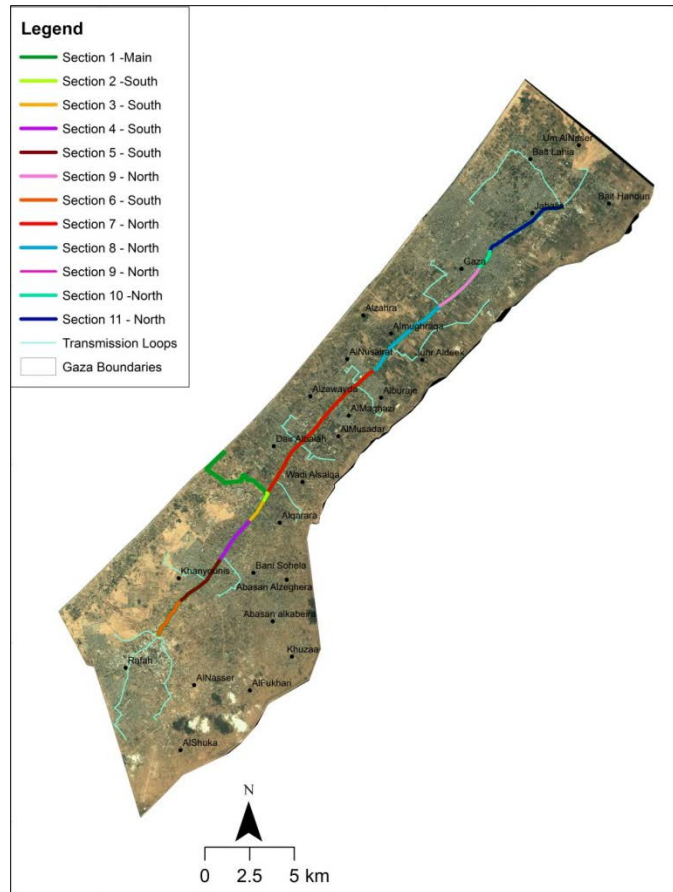 Legend
Section 1 -Main
Section 2 -South
Section 3 - South
Section 4 - South
Section 5 - South
Section 9 - North
Section 6 - South
Section 7 - North
Section 8 - North
Section 9 - North
Section 10 -North
Section 11 - North
Transmission Loops
Gaza Boundaries
Um AlNaser
Bait Lahia
Bait Hanoun
Jabalia
Gaza
Alzahra
Almughraqa
AlNusairat
Juhr Aldeek
Alzawayda
Alburaje
AlMaghazi
AlMusadar
Dair Albalah
Wadi Alsalqa
Alqarara
Bani Sohela
Khanyounis
Abasan Alzeghera
Abasan alkabeira
Khuzaa
Rafah
AlNasser
AlFukhari
AlShuka
N
0 2.5 5 km